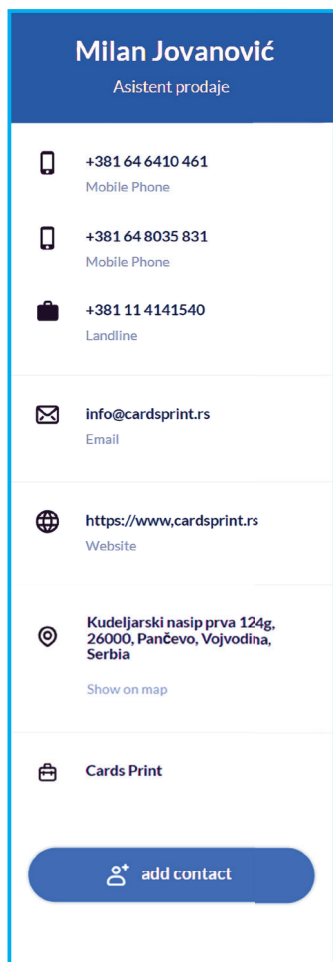 Milan Jovanović
Asistent prodaje
+381 64 6410 461
Mobile Phone
+381 64 8035 831
Mobile Phone
+381 11 4141540
Landline
info@cardsprint.rs
Email
https://www,cardsprint.rs
Website
Kudeljarski nasip prva 124g,
26000, Pančevo, Vojvodina,
Serbia
Show on map
Cards Print
add contact